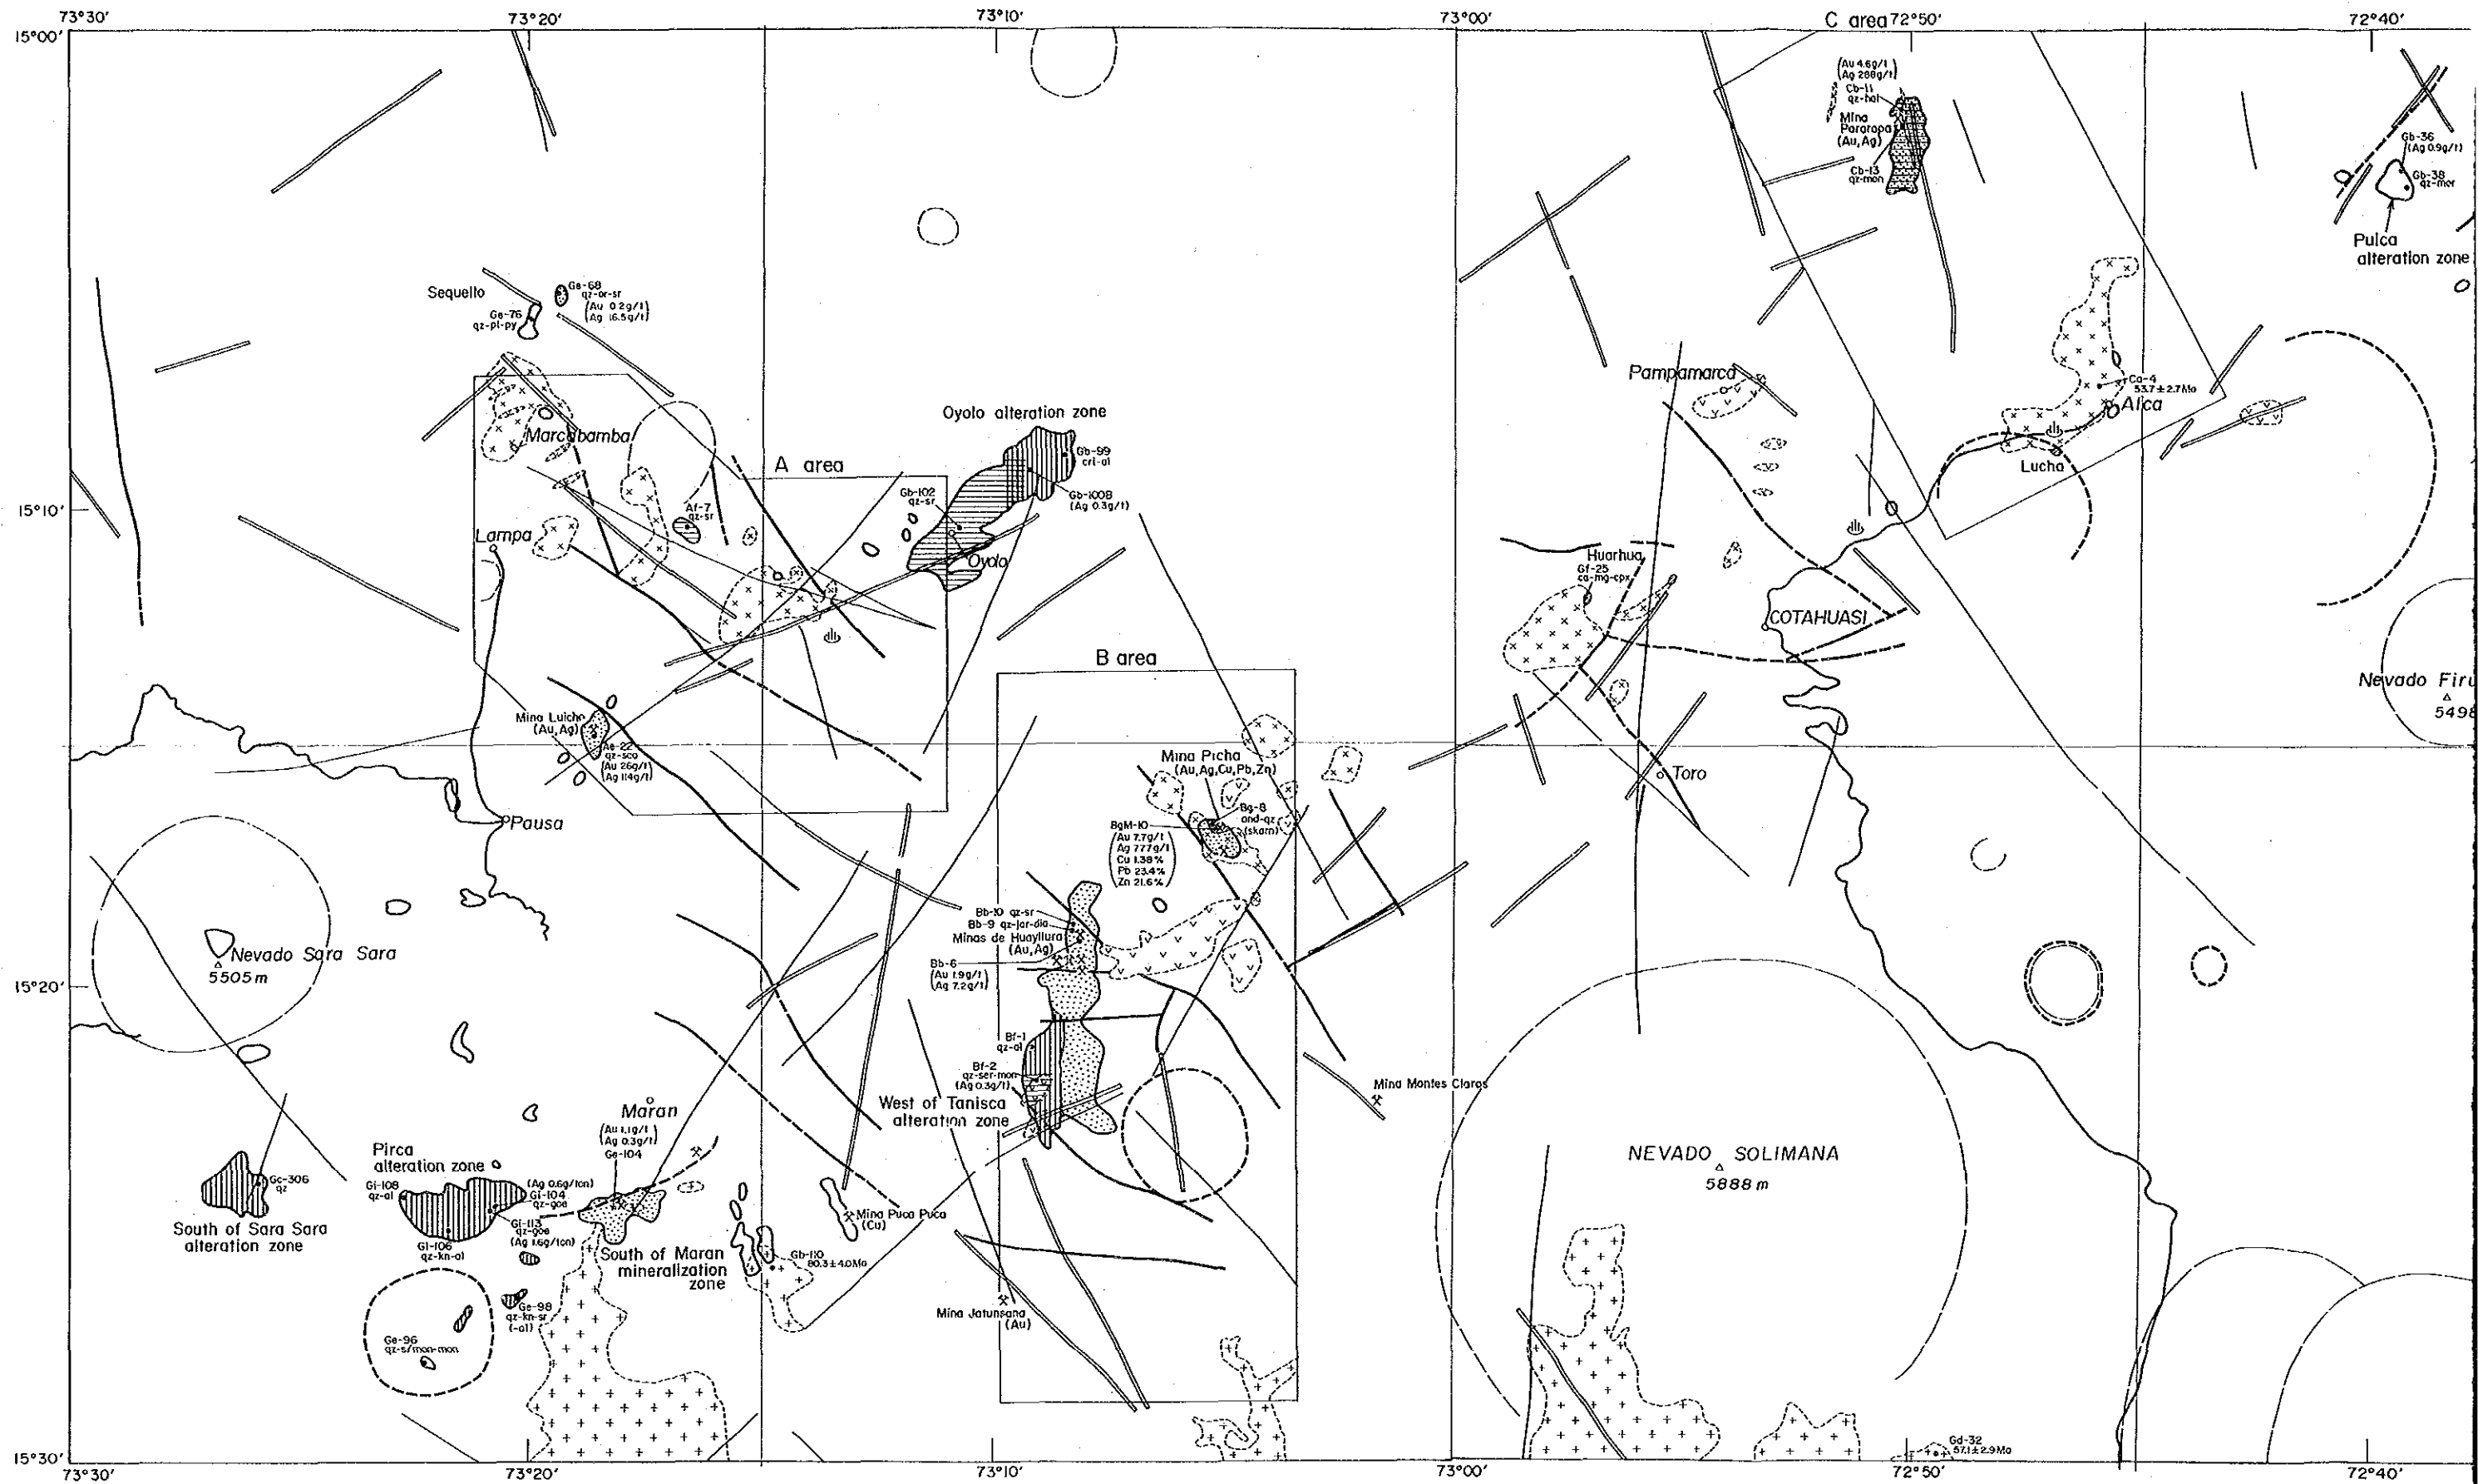 73°30'
73°20'
73°10'
73°00'
C area
72°50'
72°40'
15°00'
(Au 4.6g/t
Ag 288g/t)
Cb-11
qz-hal
Mina
Pararapa
(Au,Ag)
Cb-13
qz-mon
Gb-36
(Ag 0.9g/t)
Gb-38
Pulca
alteration zone
Sequello
Ge-68
qz-or-sr
(Au 0.2g/t
Ag 16.5g/t)
Ge-76
qz-pl-py
Pampamarca
Ca-4
53.7±2.7Ma
Alca
Lucha
Marcabamba
A area
Oyolo alteration zone
Gb-99
cri-al
Gb-100B
(Ag 0.3g/t)
Gb-102
qz-sr
Af-7
qz-sr
15°10'
Lampa
Oyolo
Huarhua
Gf-25
ca-mg-cpx
COTAHUASI
B area
Nevado Firu
5498
Mina Luicho
(Au,Ag)
Ae-22
qz-sco
(Au 26g/t
Ag 114g/t)
Mina Picha
(Au,Ag,Cu,Pb,Zn)
Toro
Bg-8
and-qz
(skarn)
BgM-10
(Au 7.7g/t
Ag 777g/t
Cu 1.38%
Pb 23.4%
Zn 21.6%)
Pausa
Bb-10 qz-sr
Bb-9 qz-jar-dia
Minas de Huayllura
(Au,Ag)
Bb-6
(Au 1.9g/t
Ag 7.2g/t)
Nevado Sara Sara
5505m
15°20'
Bf-1
qz-al
Bf-2
qz-ser-mon
(Ag 0.3g/t)
West of Tanisca
alteration zone
Mina Montes Claros
Maran
(Au 1.1g/t
Ag 0.3g/t)
Ge-104
NEVADO SOLIMANA
5888m
Pirca
alteration zone
Gc-306
qz
South of Sara Sara
alteration zone
Gi-108
qz-al
(Ag 0.6g/ton)
Gi-104
qz-goe
Gi-113
qz-goe
(Ag 1.6g/ton)
Gi-106
qz-kn-al
South of Maran
mineralization
zone
Mina Puca Puca
(Cu)
Gb-110
80.3±4.0Ma
Ge-98
qz-kn-sr
(-al)
Ge-96
qz-s/mon-mon
Mina Jatunsana
(Au)
Gd-32
57.1±2.9Ma
15°30'
73°30'
73°20'
73°10'
73°00'
72°50'
72°40'